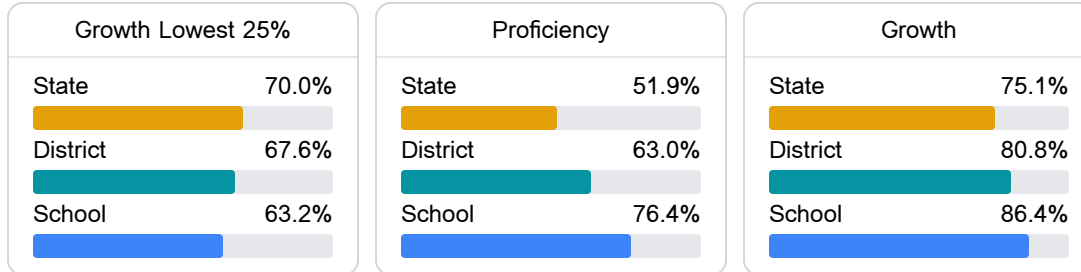 Growth Lowest 25%
State 70.0%
District 67.6%
School 63.2%
Proficiency
State 51.9%
District 63.0%
School 76.4%
Growth
State 75.1%
District 80.8%
School 86.4%